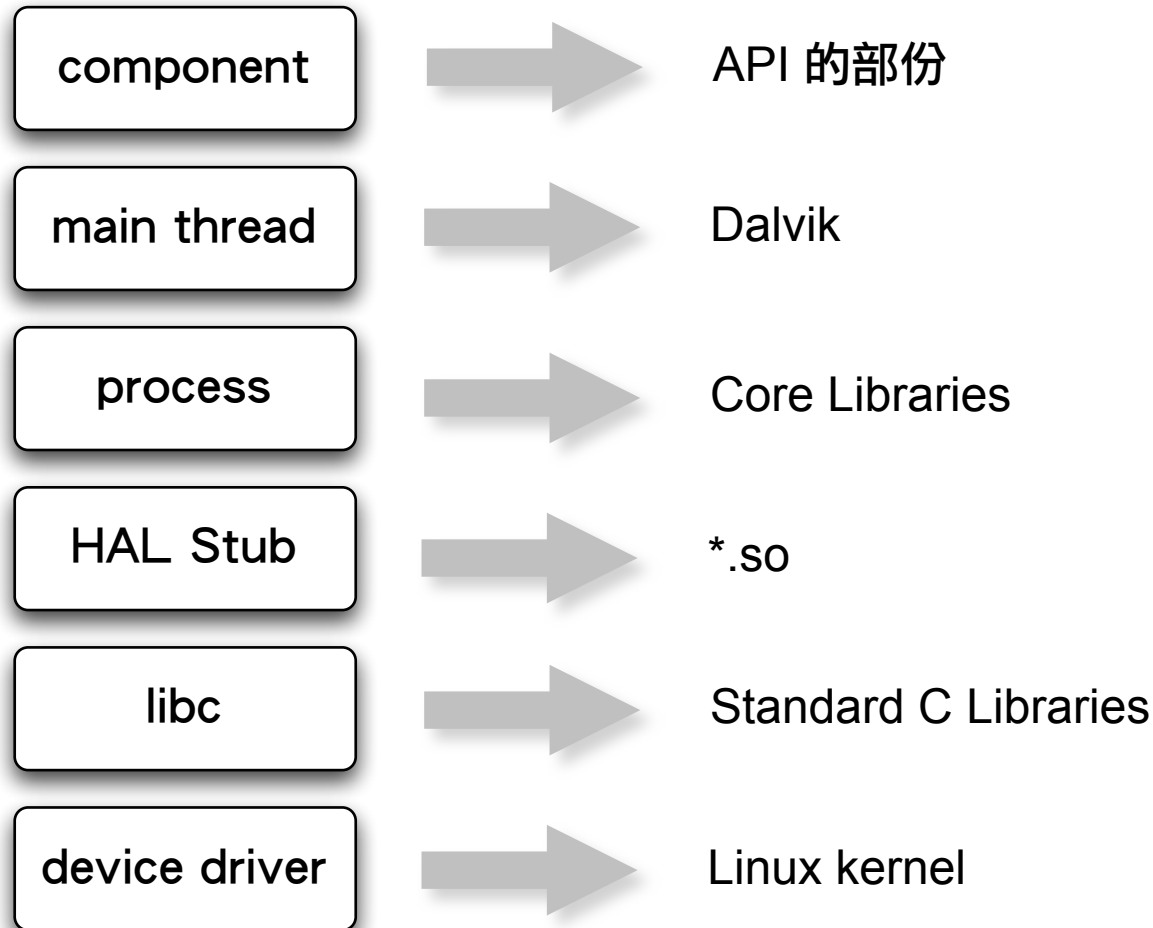 component
API 的部份
main thread
Dalvik
process
Core Libraries
HAL Stub
*.so
libc
Standard C Libraries
device driver
Linux kernel